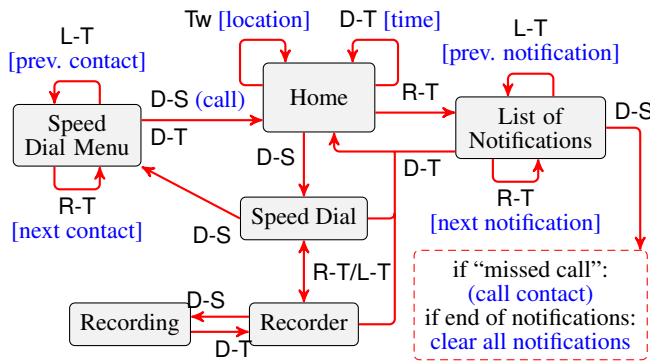 Tw [location]
D-T [time]
L-T
[prev. contact]
L-T
[prev. notification]
D-S (call)
D-T
Home
R-T
Speed
Dial Menu
List of
Notifications
D-S
D-S
D-T
R-T
[next contact]
R-T
[next notification]
Speed Dial
D-S
R-T/L-T
if “missed call”:
(call contact)
if end of notifications:
clear all notifications
D-S
Recording
Recorder
D-T